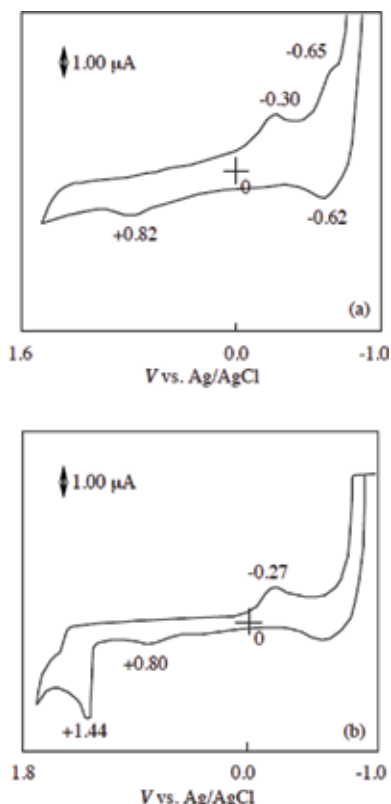 1.00 μA
-0.65
-0.30
0
+0.82
-0.62
(a)
1.6
0.0
-1.0
V vs. Ag/AgCl
1.00 μA
-0.27
0
+0.80
+1.44
(b)
1.8
0.0
-1.0
V vs. Ag/AgCl